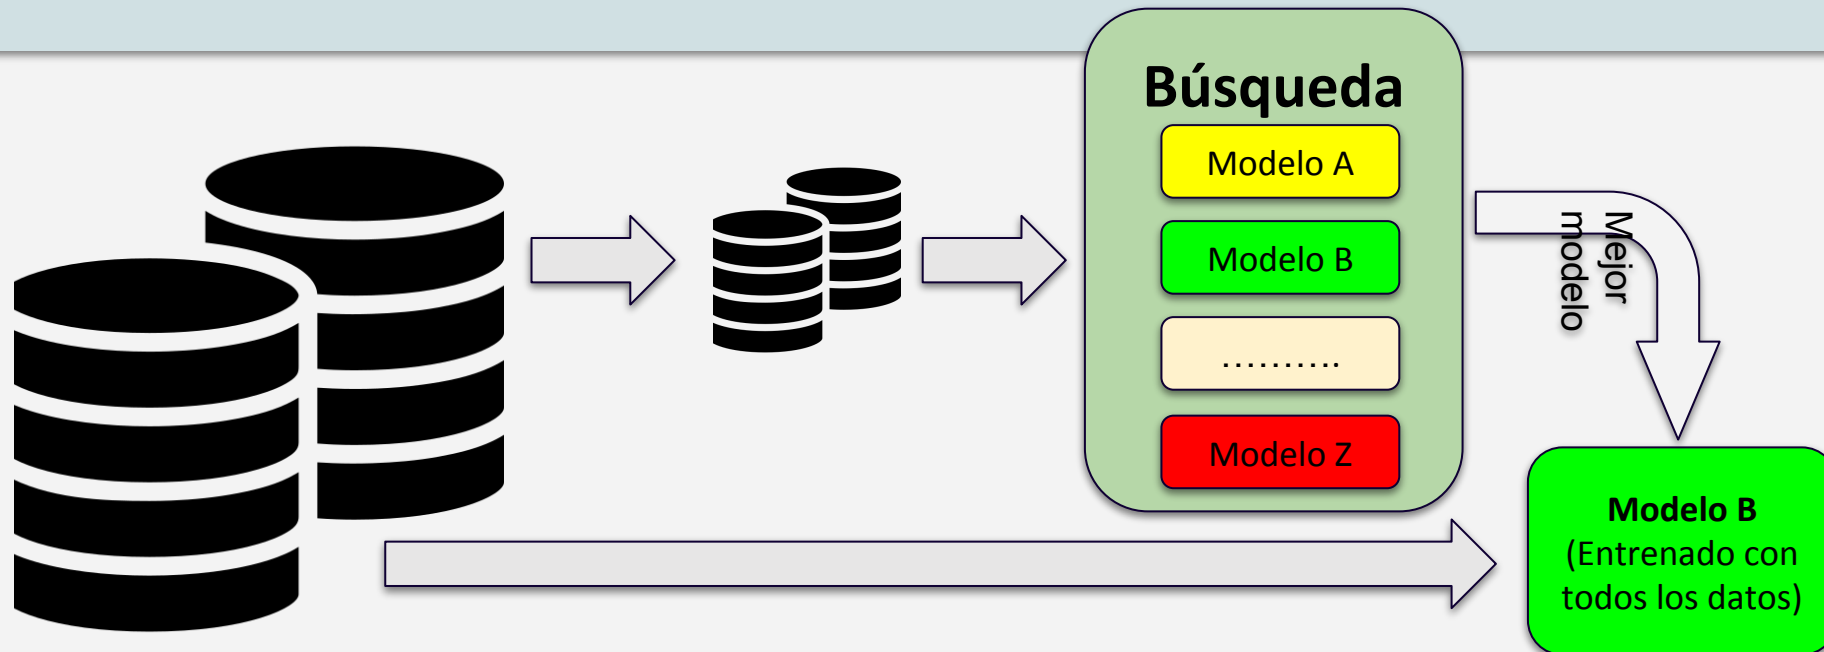 Búsqueda
Modelo A
Modelo B
..........
Modelo Z
Mejor
modelo
Modelo B
(Entrenado con
todos los datos)